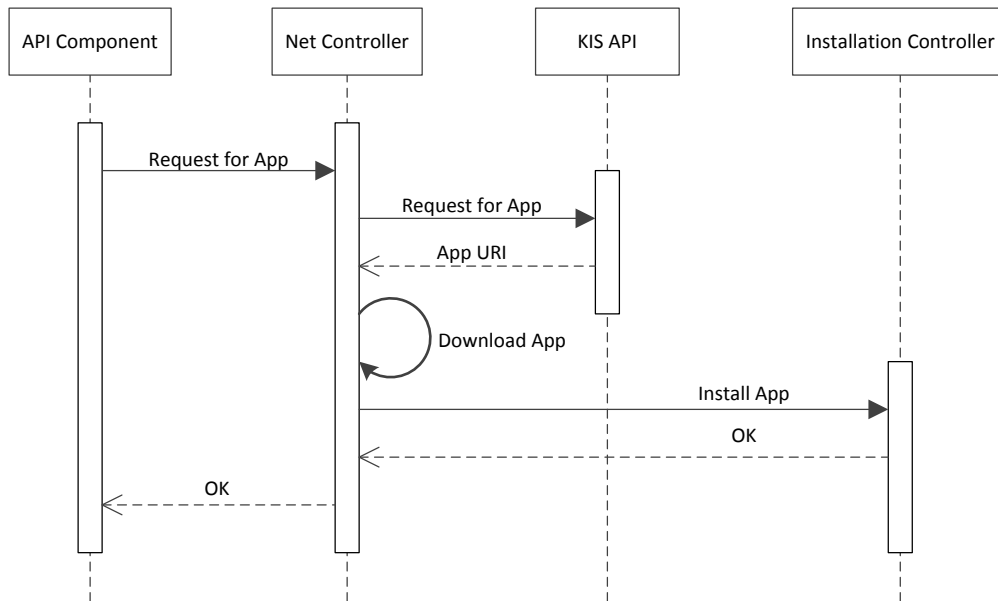 API Component
Net Controller
KIS API
Installation Controller
Request for App
Request for App
App URI
Download App
Install App
OK
OK